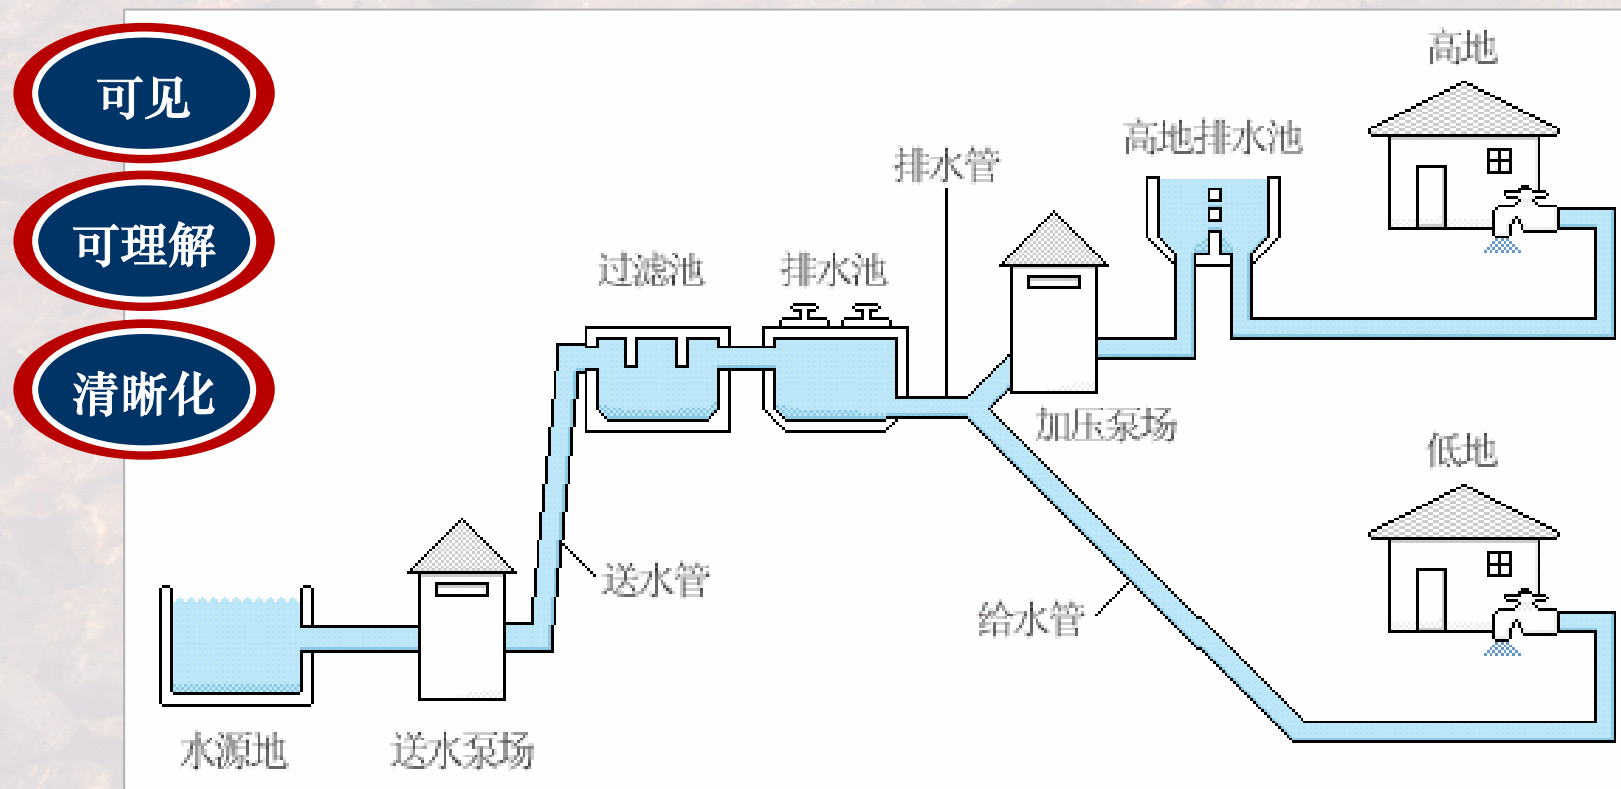 可见
可理解
清晰化
高地
高地排水池
排水管
过滤池
排水池
加压泵场
低地
送水管
给水管
水源地
送水泵场